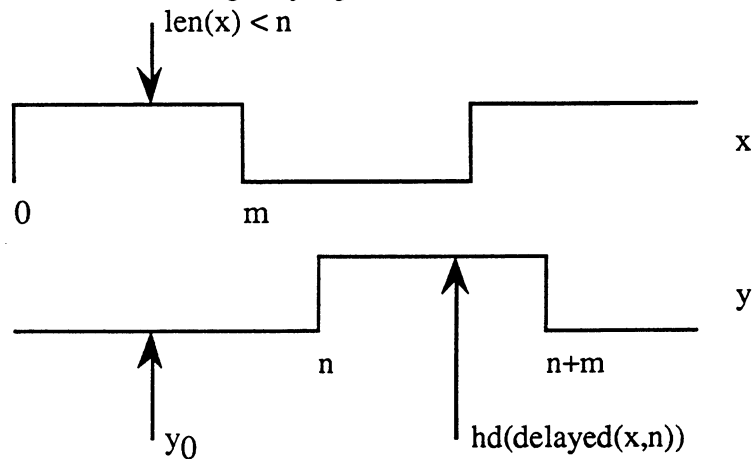 len(x) < n
x
0 m
y
n n+m
y0 hd(delayed(x,n))